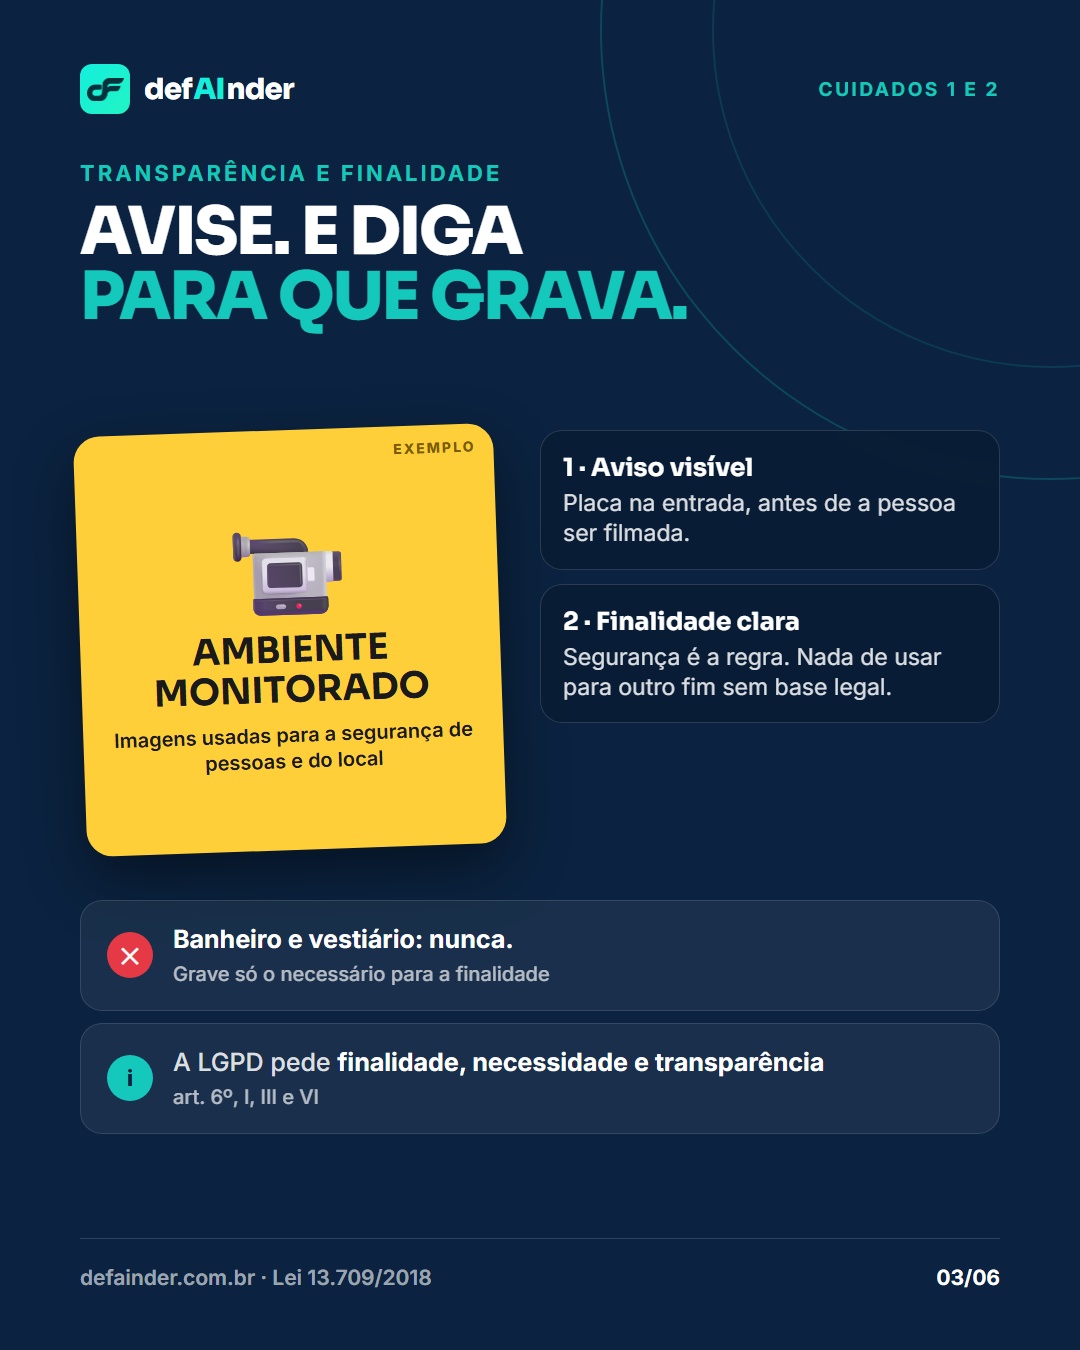 defAInder
CUIDADOS 1 E 2
TRANSPARÊNCIA E FINALIDADE
AVISE. E DIGA
PARA QUE GRAVA.
EXEMPLO
AMBIENTE
MONITORADO
Imagens usadas para a segurança de
pessoas e do local
1 · Aviso visível
Placa na entrada, antes de a pessoa
ser filmada.
2 · Finalidade clara
Segurança é a regra. Nada de usar
para outro fim sem base legal.
Banheiro e vestiário: nunca.
Grave só o necessário para a finalidade
A LGPD pede finalidade, necessidade e transparência
art. 6º, I, III e VI
defainder.com.br · Lei 13.709/2018
03/06